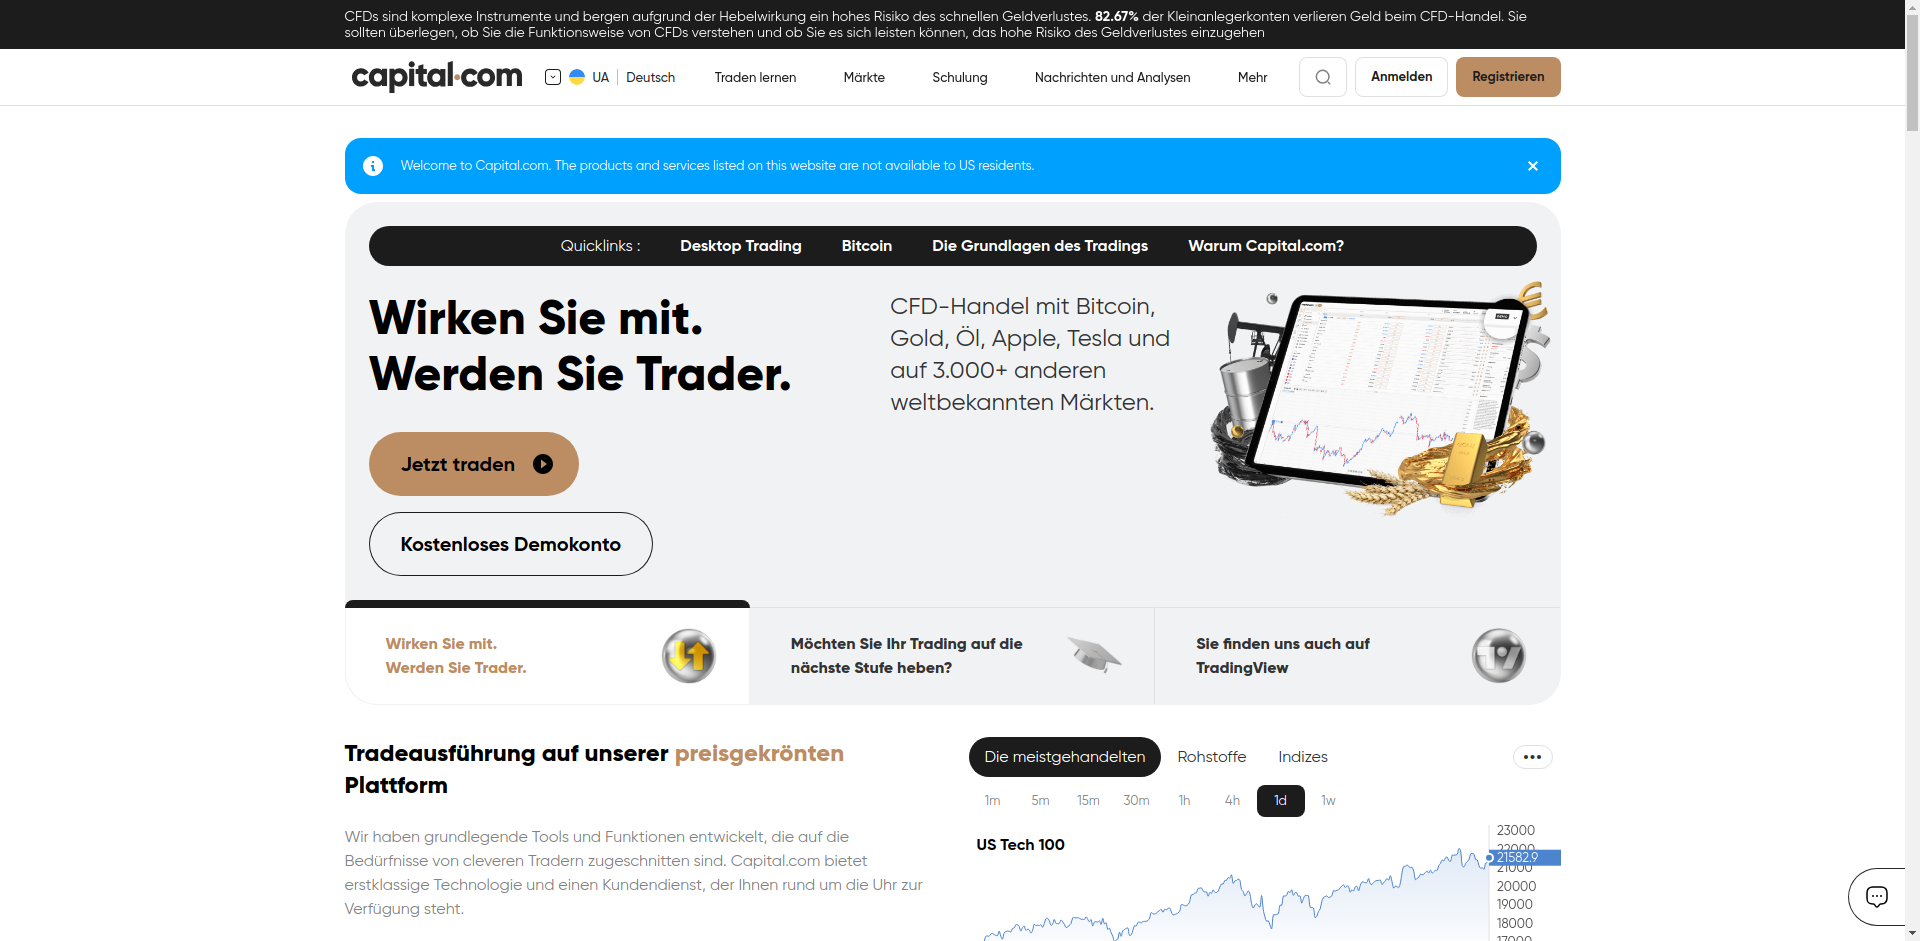 CFDs sind komplexe Instrumente und bergen aufgrund der Hebelwirkung ein hohes Risiko des schnellen Geldverlustes. 82.67% der Kleinanlegerkonten verlieren Geld beim CFD-Handel. Sie
sollten überlegen, ob Sie die Funktionsweise von CFDs verstehen und ob Sie es sich leisten können, das hohe Risiko des Geldverlustes einzugehen
capital.com UA Deutsch Traden lernen Märkte Schulung Nachrichten und Analysen Mehr Anmelden Registrieren
Welcome to Capital.com. The products and services listed on this website are not available to US residents.
Quicklinks : Desktop Trading Bitcoin Die Grundlagen des Tradings Warum Capital.com?
Wirken Sie mit.
Werden Sie Trader.
CFD-Handel mit Bitcoin,
Gold, Öl, Apple, Tesla und
auf 3.000+ anderen
weltbekannten Märkten.
Jetzt traden
Kostenloses Demokonto
Wirken Sie mit.
Werden Sie Trader.
Möchten Sie Ihr Trading auf die
nächste Stufe heben?
Sie finden uns auch auf
TradingView
Tradeausführung auf unserer preisgekrönten
Plattform
Wir haben grundlegende Tools und Funktionen entwickelt, die auf die
Bedürfnisse von cleveren Tradern zugeschnitten sind. Capital.com bietet
erstklassige Technologie und einen Kundendienst, der Ihnen rund um die Uhr zur
Verfügung steht.
Die meistgehandelten Rohstoffe Indizes
1m 5m 15m 30m 1h 4h 1d 1w
US Tech 100
23000
22000
21582.9
21000
20000
19000
18000
17000